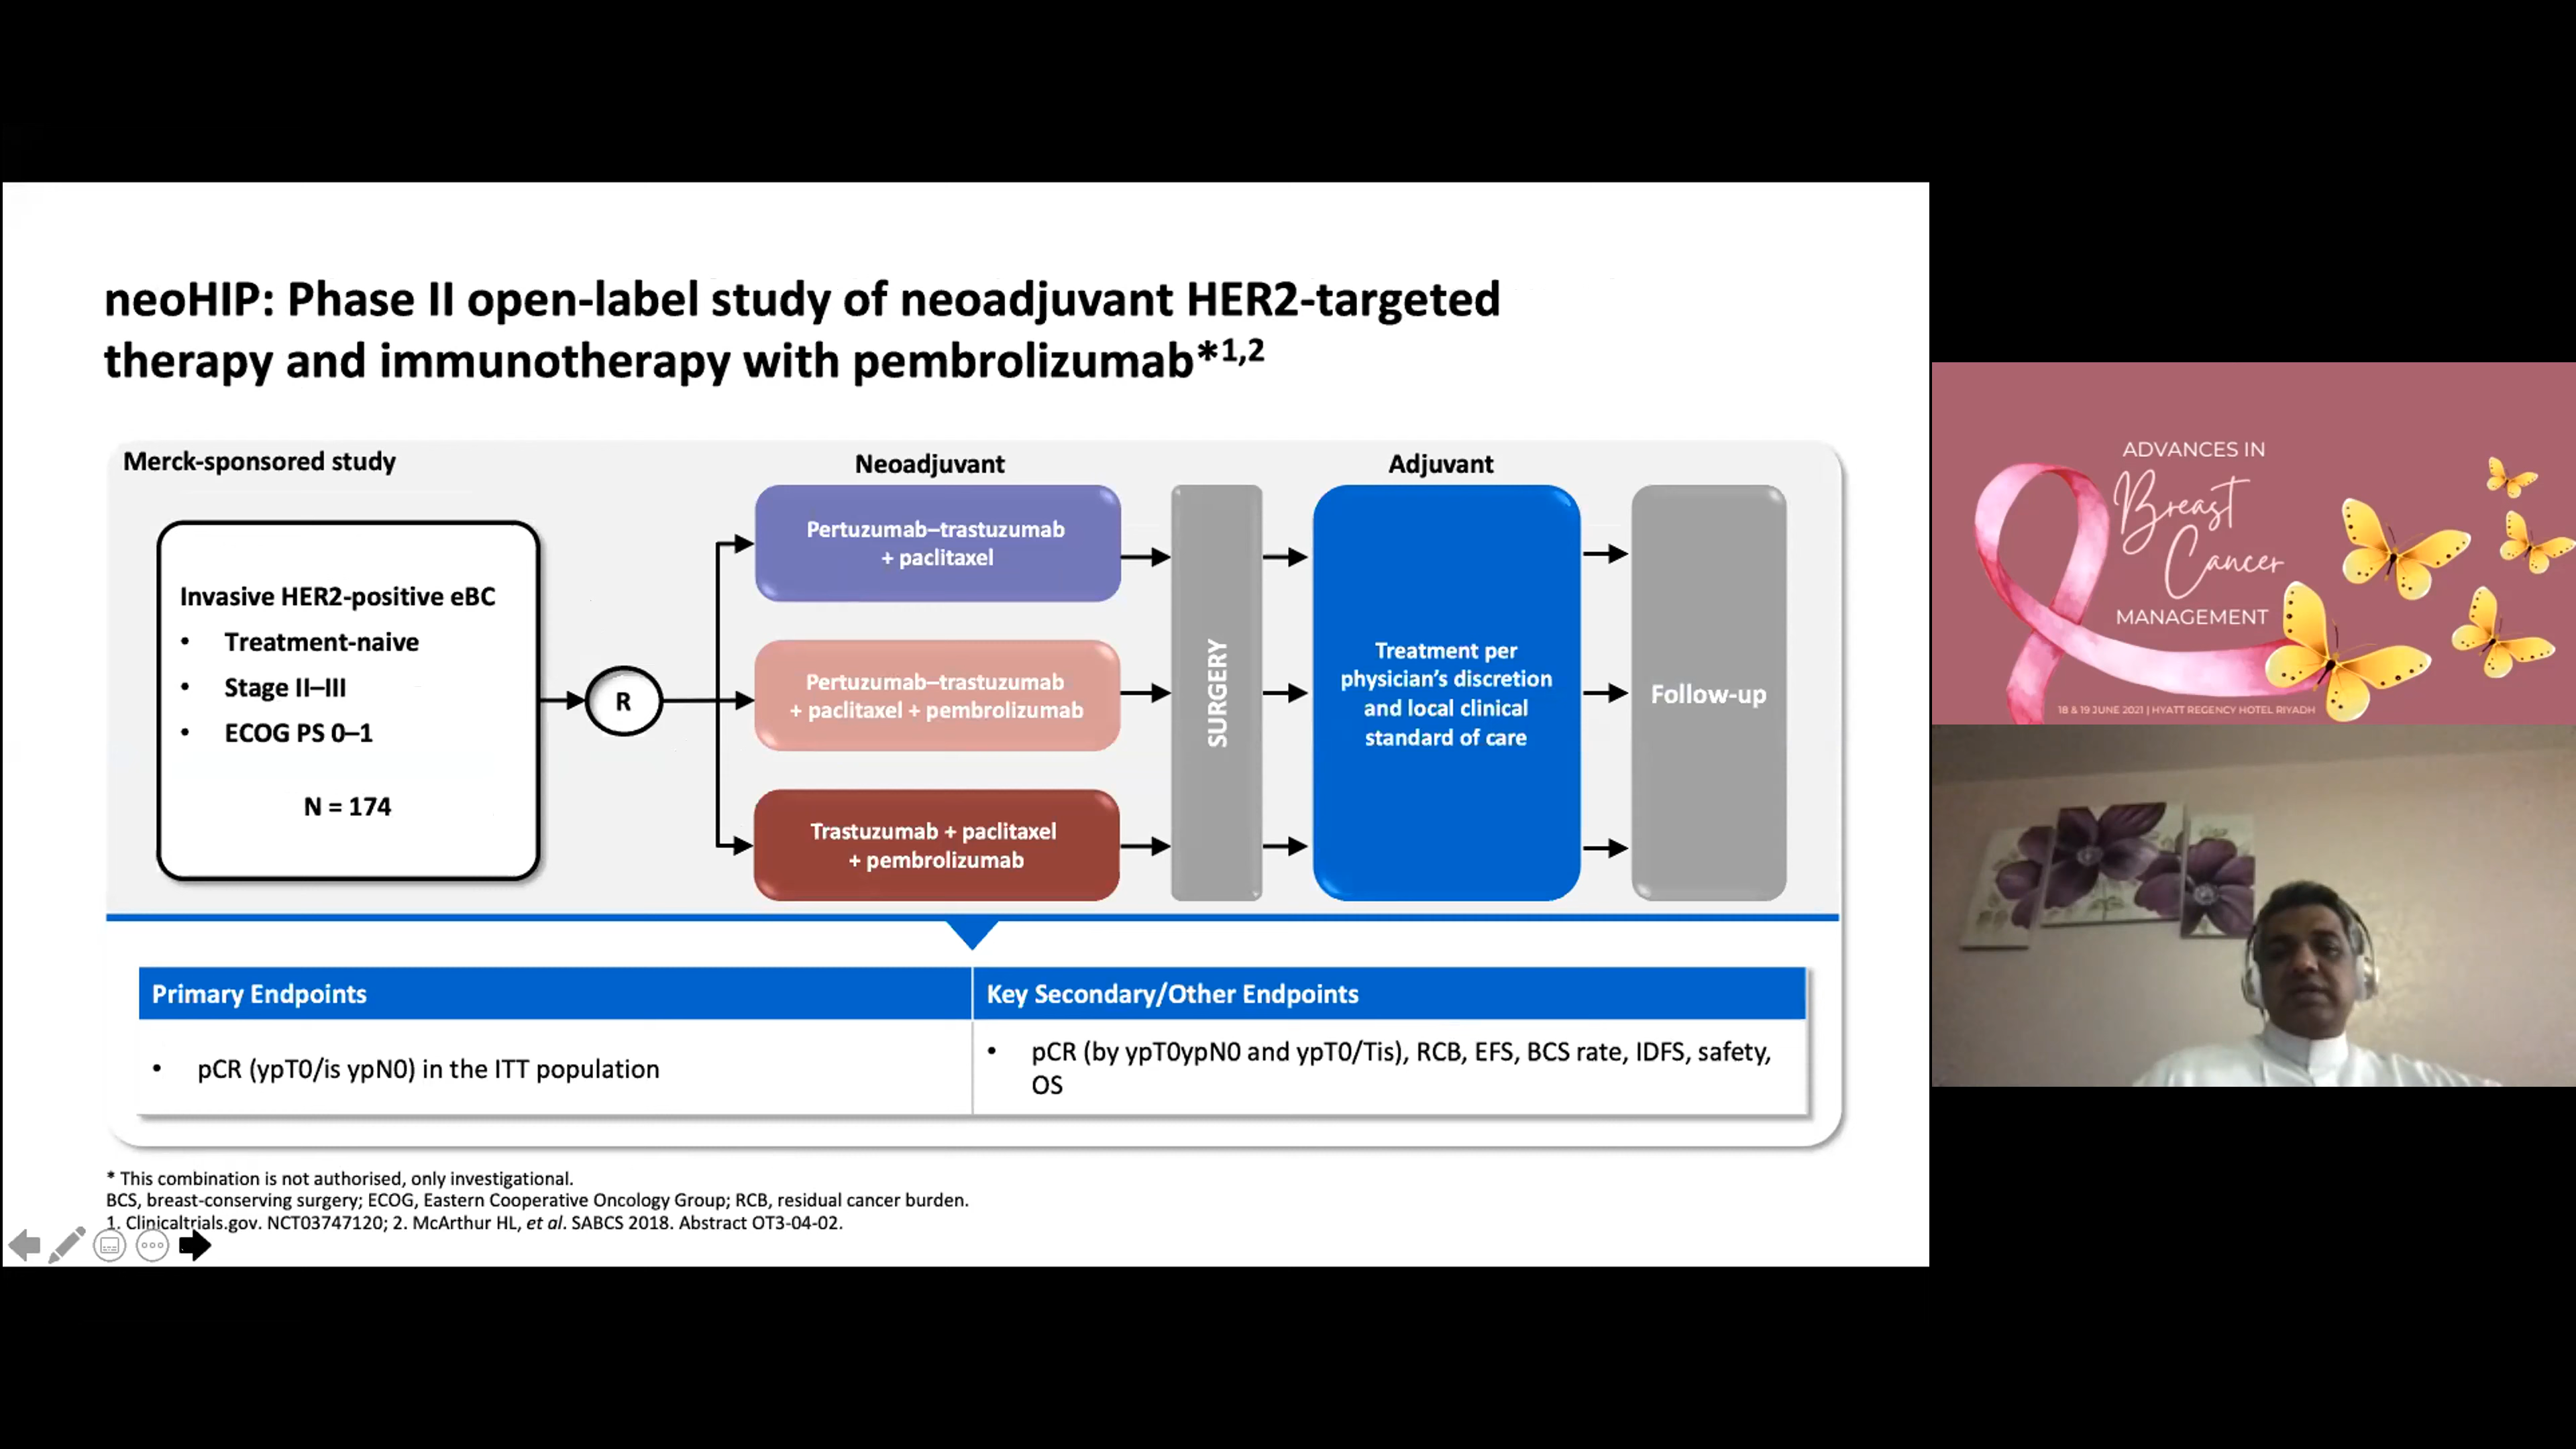 neoHIP: Phase II open-label study of neoadjuvant HER2-targeted
therapy and immunotherapy with pembrolizumab*1,2
Merck-sponsored study
Neoadjuvant
Adjuvant
Invasive HER2-positive eBC
• Treatment-naive
• Stage II–III
• ECOG PS 0–1
N = 174
R
Pertuzumab–trastuzumab
+ paclitaxel
Pertuzumab–trastuzumab
+ paclitaxel + pembrolizumab
Trastuzumab + paclitaxel
+ pembrolizumab
SURGERY
Treatment per
physician’s discretion
and local clinical
standard of care
Follow-up
Primary Endpoints
• pCR (ypT0/is ypN0) in the ITT population
Key Secondary/Other Endpoints
• pCR (by ypT0ypN0 and ypT0/Tis), RCB, EFS, BCS rate, IDFS, safety,
OS
* This combination is not authorised, only investigational.
BCS, breast-conserving surgery; ECOG, Eastern Cooperative Oncology Group; RCB, residual cancer burden.
1. Clinicaltrials.gov. NCT03747120; 2. McArthur HL, et al. SABCS 2018. Abstract OT3-04-02.
ADVANCES IN
Breast
Cancer
MANAGEMENT
18 & 19 JUNE 2021 | HYATT REGENCY HOTEL RIYADH